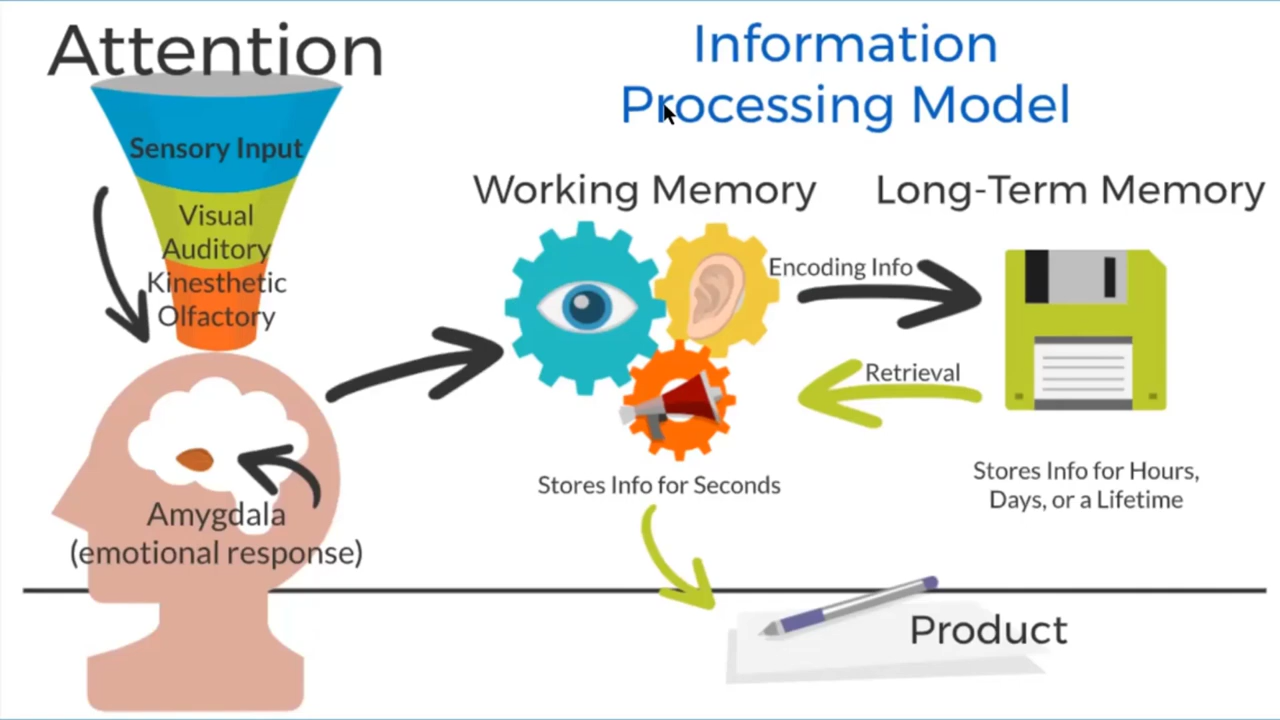 Attention
Information
Processing Model
Sensory Input
Visual
Auditory
Kinesthetic
Olfactory
Amygdala
(emotional response)
Working Memory
Stores Info for Seconds
Encoding Info
Retrieval
Long-Term Memory
Stores Info for Hours,
Days, or a Lifetime
Product